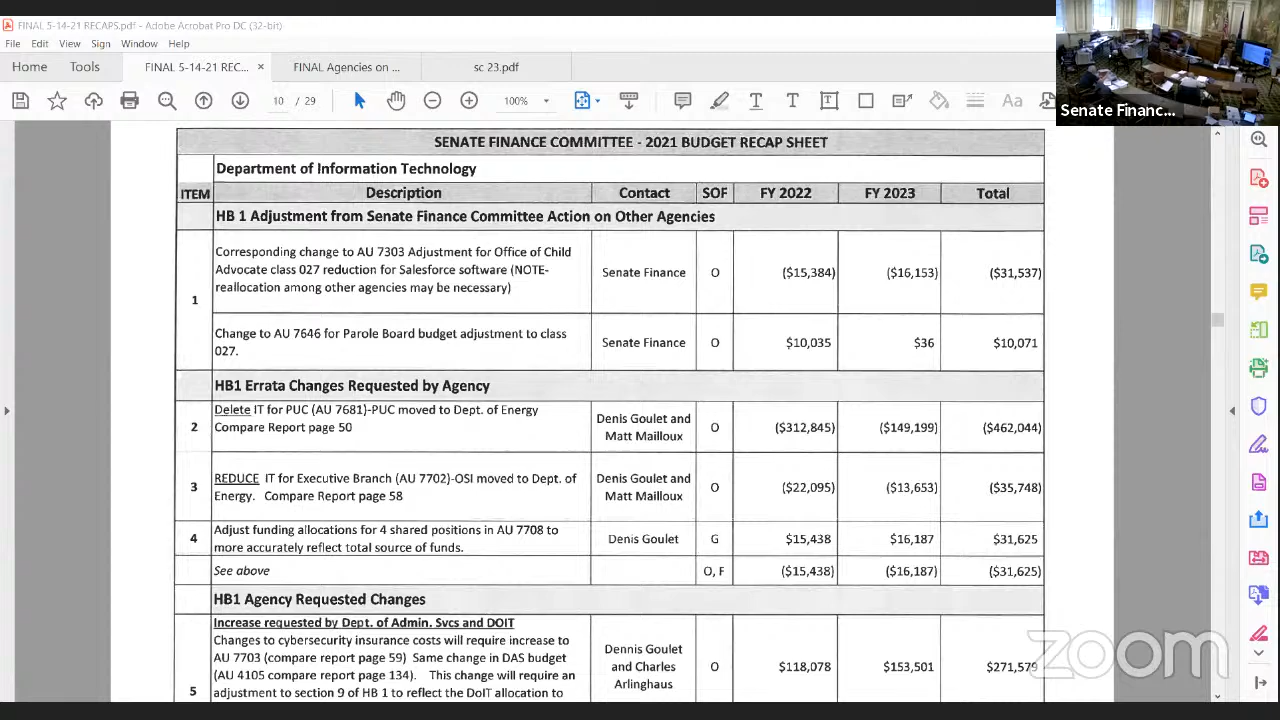 FINAL 5-14-21 RECAPS.pdf - Adobe Acrobat Pro DC (32-bit)
File Edit View Sign Window Help
Home Tools FINAL 5-14-21 REC... × FINAL Agencies on ... sc 23.pdf
/ 29 100% Aa
Senate Financ...
SENATE FINANCE COMMITTEE - 2021 BUDGET RECAP SHEET
Department of Information Technology
ITEM Description Contact SOF FY 2022 FY 2023 Total
HB 1 Adjustment from Senate Finance Committee Action on Other Agencies
Corresponding change to AU 7303 Adjustment for Office of Child
Advocate class 027 reduction for Salesforce software (NOTE-
reallocation among other agencies may be necessary)
Senate Finance O ($15,384) ($16,153) ($31,537)
1
Change to AU 7646 for Parole Board budget adjustment to class
027.
Senate Finance O $10,035 $36 $10,071
HB1 Errata Changes Requested by Agency
2
Delete IT for PUC (AU 7681)-PUC moved to Dept. of Energy
Compare Report page 50
Denis Goulet and
Matt Mailloux
O ($312,845) ($149,199) ($462,044)
3
REDUCE IT for Executive Branch (AU 7702)-OSI moved to Dept. of
Energy. Compare Report page 58
Denis Goulet and
Matt Mailloux
O ($22,095) ($13,653) ($35,748)
4
Adjust funding allocations for 4 shared positions in AU 7708 to
more accurately reflect total source of funds.
Denis Goulet G $15,438 $16,187 $31,625
See above O, F ($15,438) ($16,187) ($31,625)
HB1 Agency Requested Changes
Increase requested by Dept. of Admin. Svcs and DOIT
Changes to cybersecurity insurance costs will require increase to
AU 7703 (compare report page 59) Same change in DAS budget
(AU 4105 compare report page 134). This change will require an
adjustment to section 9 of HB 1 to reflect the DoIT allocation to
5
Dennis Goulet
and Charles
Arlinghaus
O $118,078 $153,501 $271,579
zoom